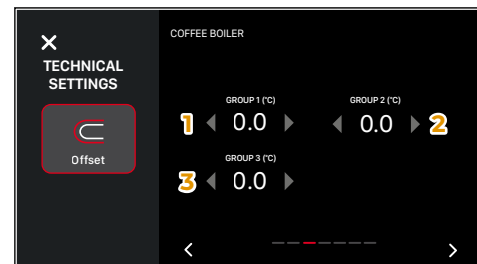 TECHNICAL
SETTINGS
Offset
COFFEE BOILER
GROUP 1 (°C)
1 0.0
GROUP 2 (°C)
0.0 2
GROUP 3 (°C)
3 0.0